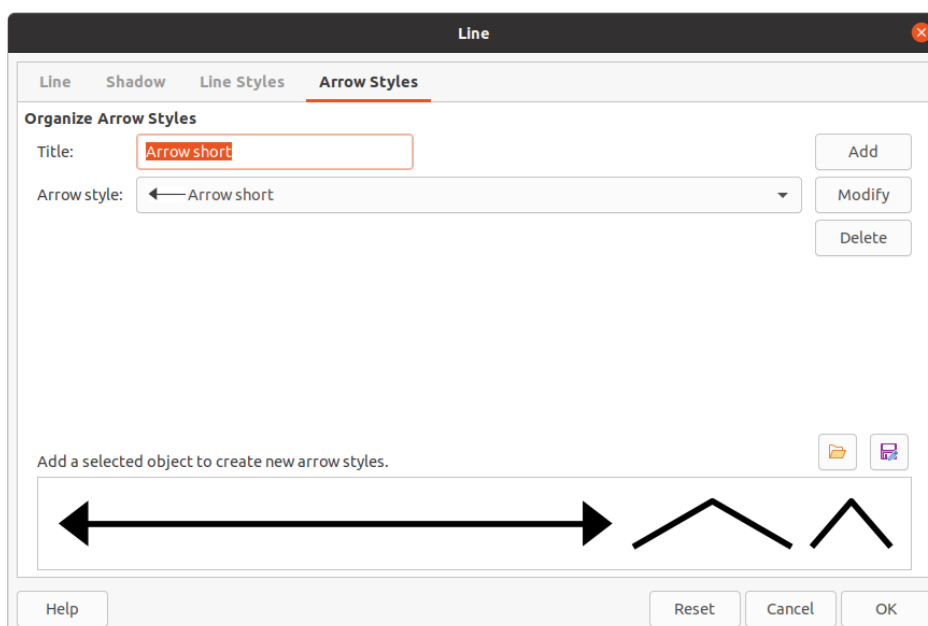 Line
Line Shadow Line Styles Arrow Styles
Organize Arrow Styles
Title: Arrow short Add
Arrow style: Arrow short Modify
Delete
Add a selected object to create new arrow styles.
Help Reset Cancel OK